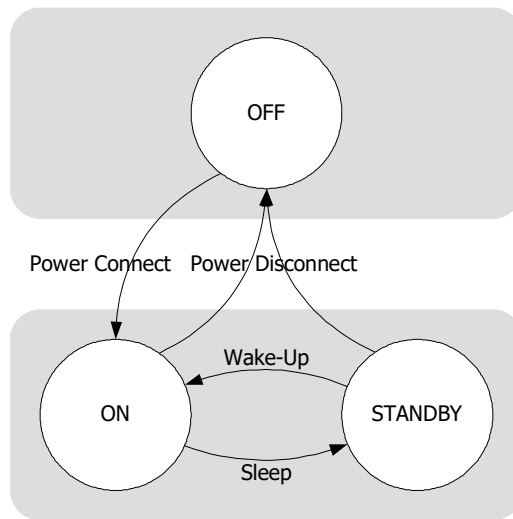 OFF
Power Connect
Power Disconnect
Wake-Up
ON
STANDBY
Sleep